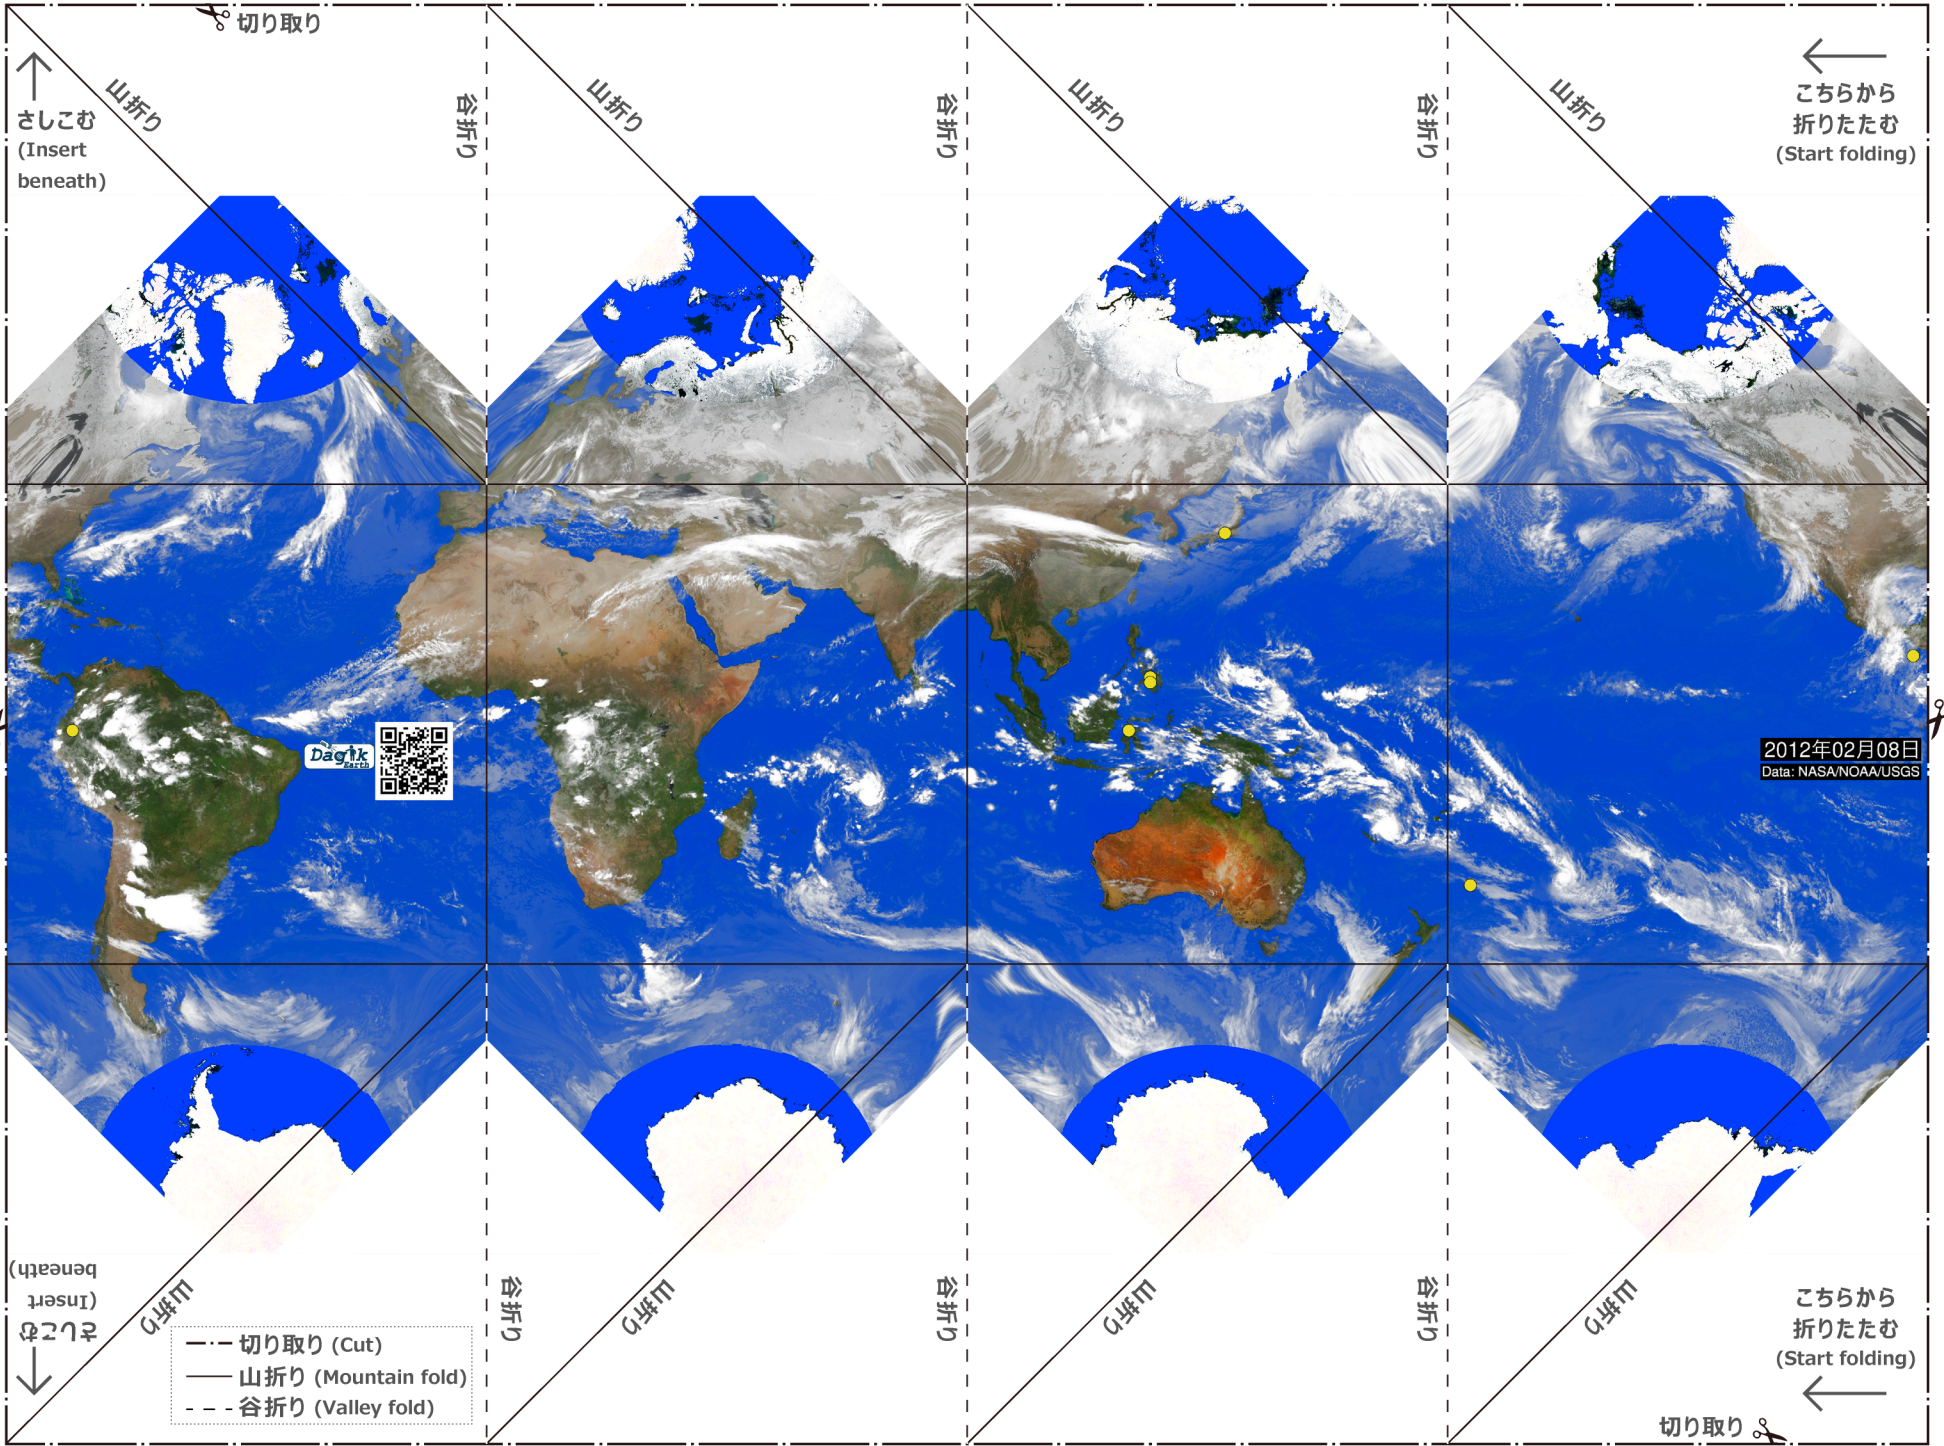 切り取り
山折り
谷折り
山折り
谷折り
山折り
谷折り
山折り
さしこむ
(Insert
beneath)
こちらから
折りたたむ
(Start folding)
Dagik
Earth
2012年02月08日
Data: NASA/NOAA/USGS
さしこむ
(Insert
beneath)
山折り
谷折り
山折り
谷折り
山折り
谷折り
山折り
こちらから
折りたたむ
(Start folding)
切り取り (Cut)
山折り (Mountain fold)
谷折り (Valley fold)
切り取り